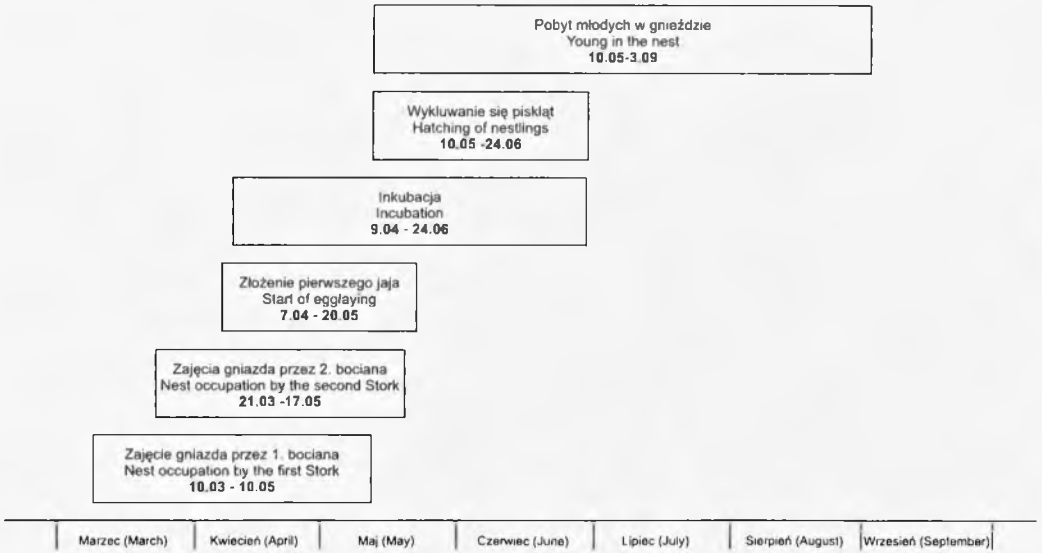 Pobyt młodych w gnieździe
Young in the nest
10.05-3.09
Wykluwanie się piskląt
Hatching of nestlings
10.05 -24.06
Inkubacja
Incubation
9.04 - 24.06
Złożenie pierwszego jaja
Start of egglaying
7.04 - 20.05
Zajęcia gniazda przez 2. bociana
Nest occupation by the second Stork
21.03 -17.05
Zajęcie gniazda przez 1. bociana
Nest occupation by the first Stork
10.03 - 10.05
Marzec (March) Kwiecień (April) Maj (May) Czerwiec (June) Lipiec (July) Sierpień (August) Wrzesień (September)